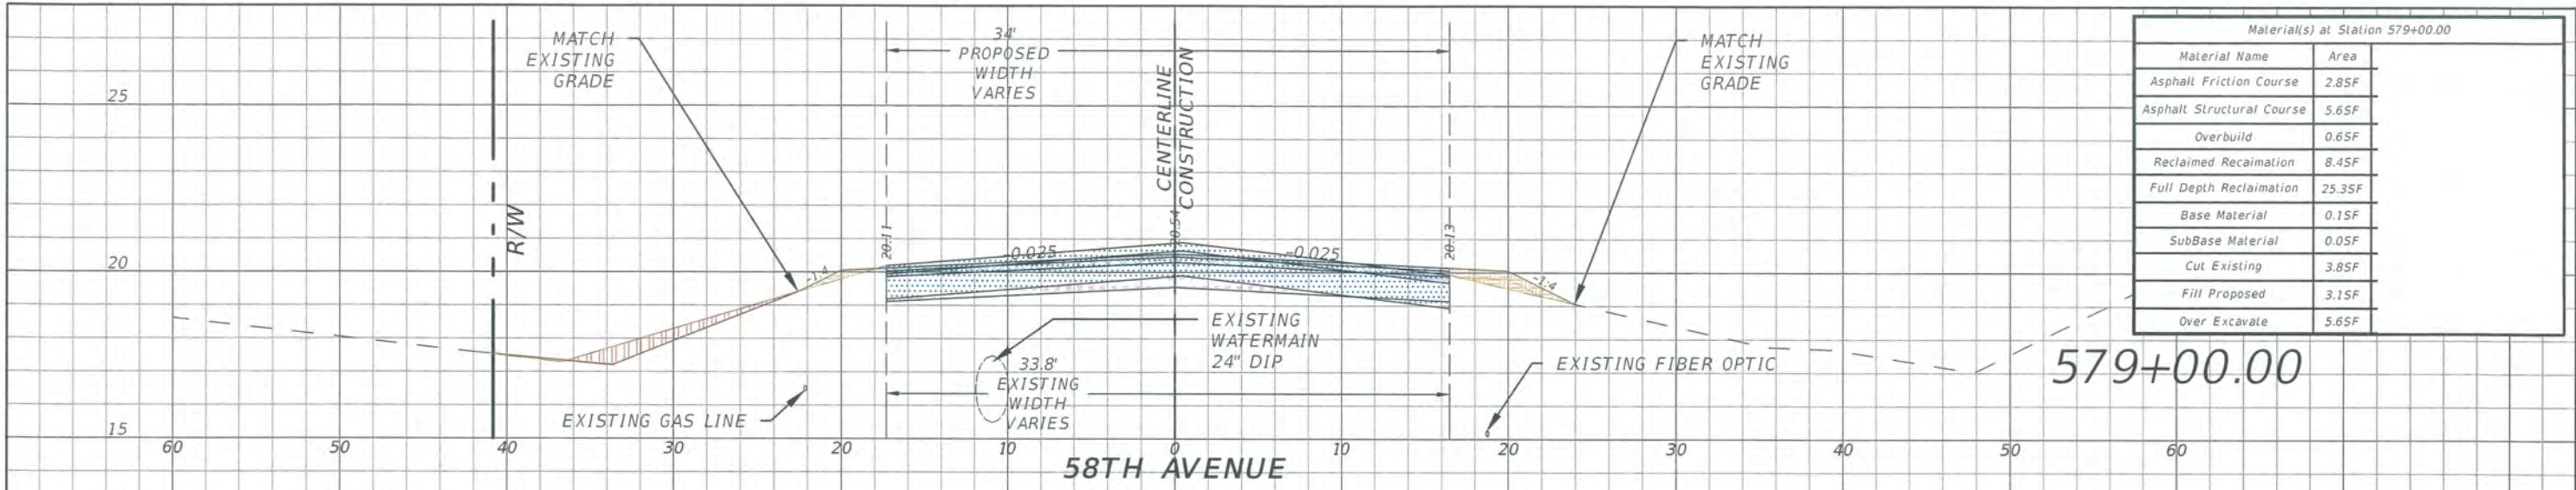 MATCH
EXISTING
GRADE
34'
PROPOSED
WIDTH
VARIES
CENTERLINE
CONSTRUCTION
MATCH
EXISTING
GRADE
Material(s) at Station 579+00.00
Material Name Area
Asphalt Friction Course 2.8SF
Asphalt Structural Course 5.6SF
Overbuild 0.6SF
Reclaimed Recaimation 8.4SF
Full Depth Reclaimation 25.3SF
Base Material 0.1SF
SubBase Material 0.0SF
Cut Existing 3.8SF
Fill Proposed 3.1SF
Over Excavate 5.6SF
25
R/W
20.11
20.54
20.13
-0.025
-0.025
20
-1:4
-1:4
EXISTING
WATERMAIN
24" DIP
33.8'
EXISTING
WIDTH
VARIES
EXISTING FIBER OPTIC
579+00.00
EXISTING GAS LINE
15
60 50 40 30 20 10 0 10 20 30 40 50 60
58TH AVENUE